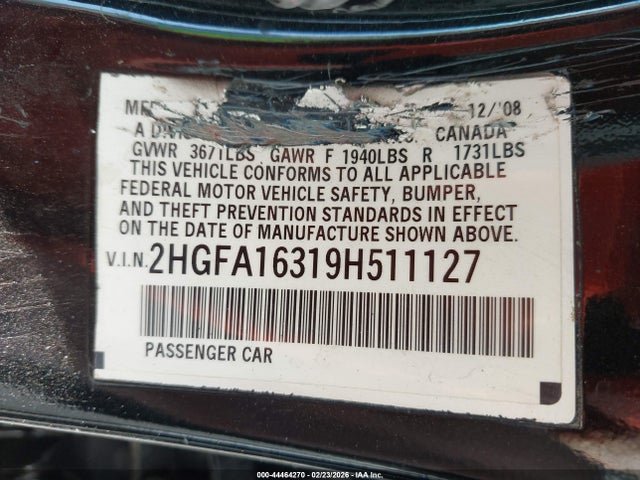 12/'08
A CANADA
GVWR 3671LBS GAWR F 1940LBS R 1731LBS
THIS VEHICLE CONFORMS TO ALL APPLICABLE
FEDERAL MOTOR VEHICLE SAFETY, BUMPER,
AND THEFT PREVENTION STANDARDS IN EFFECT
ON THE DATE OF MANUFACTURE SHOWN ABOVE.
V.I.N. 2HGFA16319H511127
PASSENGER CAR
000-44464270 - 02/23/2026 - IAA Inc.